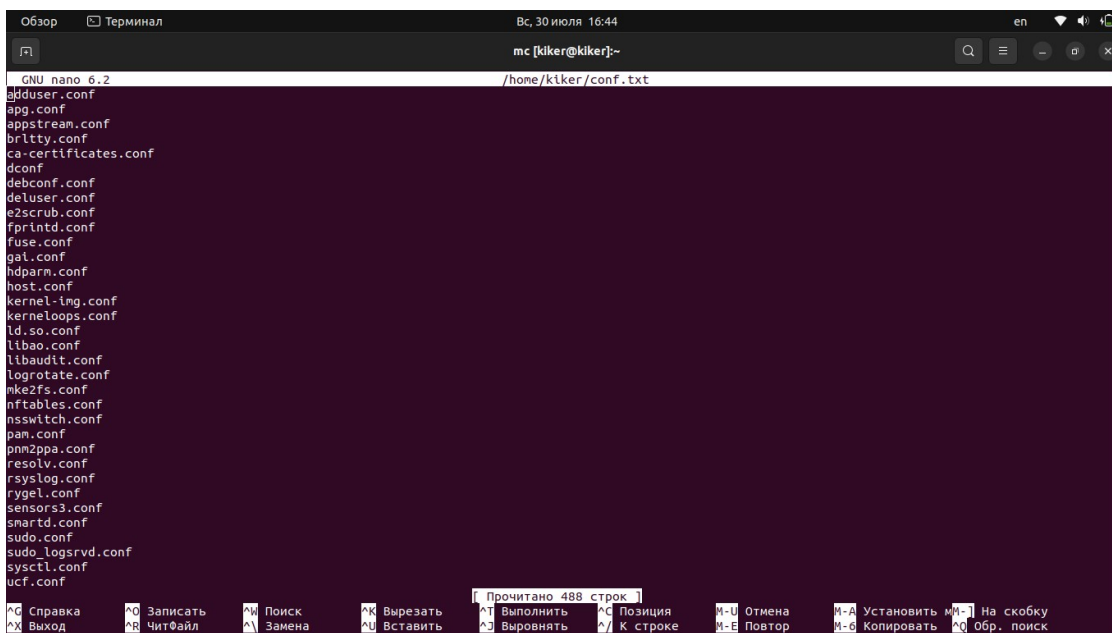 Обзор Терминал Вс, 30 июля 16:44 en
mc [kiker@kiker]:~
GNU nano 6.2 /home/kiker/conf.txt
adduser.conf
apg.conf
appstream.conf
brltty.conf
ca-certificates.conf
dconf
debconf.conf
deluser.conf
e2scrub.conf
fprintd.conf
fuse.conf
gai.conf
hdparm.conf
host.conf
kernel-img.conf
kerneloops.conf
ld.so.conf
libao.conf
libaudit.conf
logrotate.conf
mke2fs.conf
nftables.conf
nsswitch.conf
pam.conf
pnm2ppa.conf
resolv.conf
rsyslog.conf
rygel.conf
sensors3.conf
smartd.conf
sudo.conf
sudo_logsrvd.conf
sysctl.conf
ucf.conf
[ Прочитано 488 строк ]
^G Справка ^O Записать ^W Поиск ^K Вырезать ^T Выполнить ^C Позиция M-U Отмена M-A Установить мM-] На скобку
^X Выход ^R ЧитФайл ^\ Замена ^U Вставить ^J Выровнять ^/ К строке M-E Повтор M-6 Копировать ^Q Обр. поиск